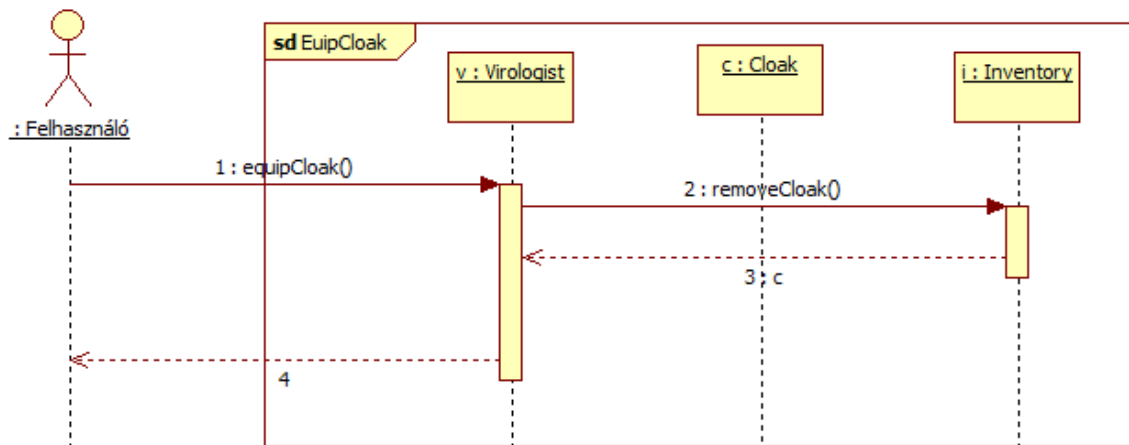 sd EuipCloak
v : Virologist
c : Cloak
i : Inventory
: Felhasználó
1 : equipCloak()
2 : removeCloak()
3 : c
4